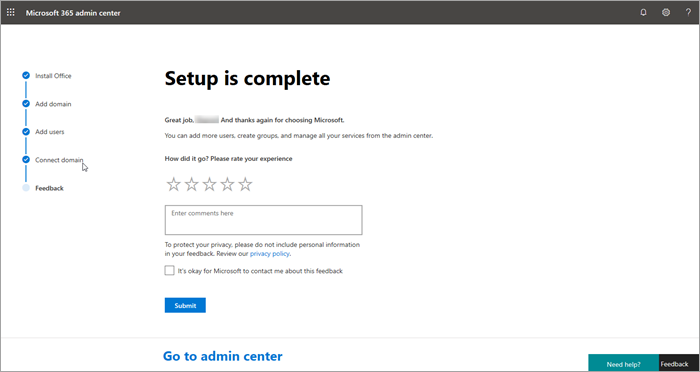 Microsoft 365 admin center
?
Install Office
Add domain
Add users
Connect domain
Feedback
Setup is complete
Great job, And thanks again for choosing Microsoft.
You can add more users, create groups, and manage all your services from the admin center.
How did it go? Please rate your experience
Enter comments here
To protect your privacy, please do not include personal information
in your feedback. Review our privacy policy.
It's okay for Microsoft to contact me about this feedback
Submit
Go to admin center
Need help?
Feedback